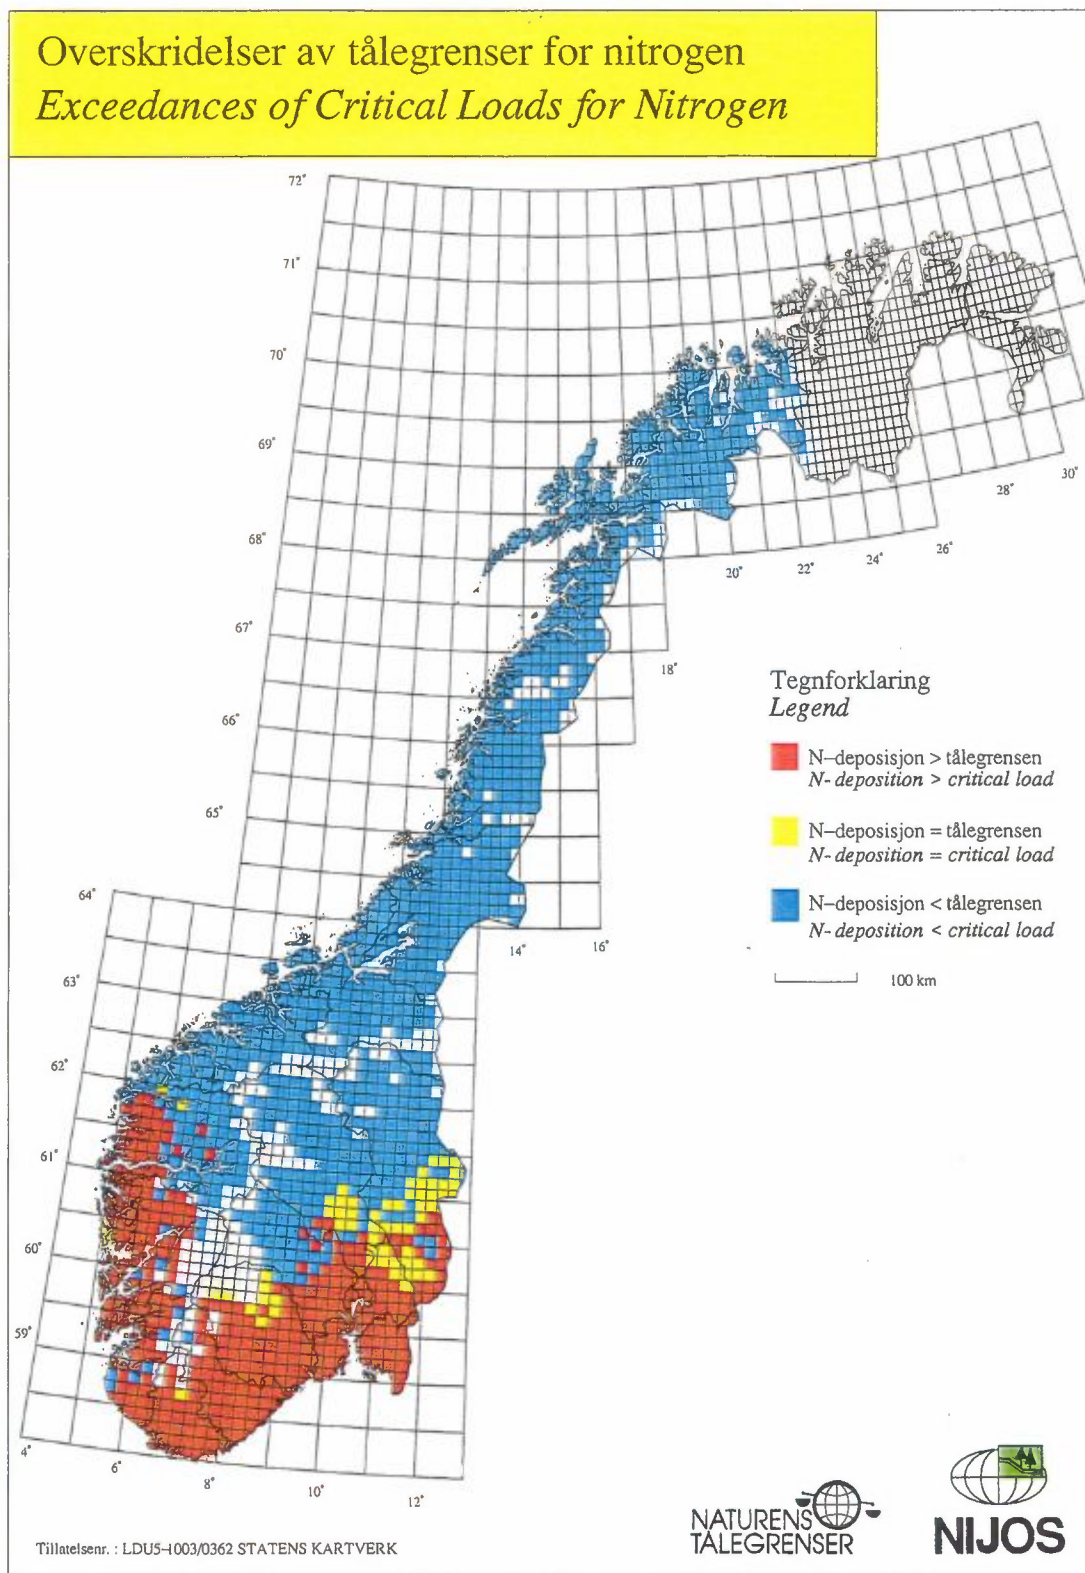 Overskridelser av tålegrenser for nitrogen
Exceedances of Critical Loads for Nitrogen
72°
71°
70°
69°
68°
67°
66°
65°
64°
63°
62°
61°
60°
59°
4°
6°
8°
10°
12°
14°
16°
18°
20°
22°
24°
26°
28°
30°
Tegnforklaring
Legend
N–deposisjon > tålegrensen
N- deposition > critical load
N–deposisjon = tålegrensen
N- deposition = critical load
N–deposisjon < tålegrensen
N- deposition < critical load
100 km
Tillatelsenr. : LDU5-1003/0362 STATENS KARTVERK
NATURENS
TALEGRENSER
NIJOS